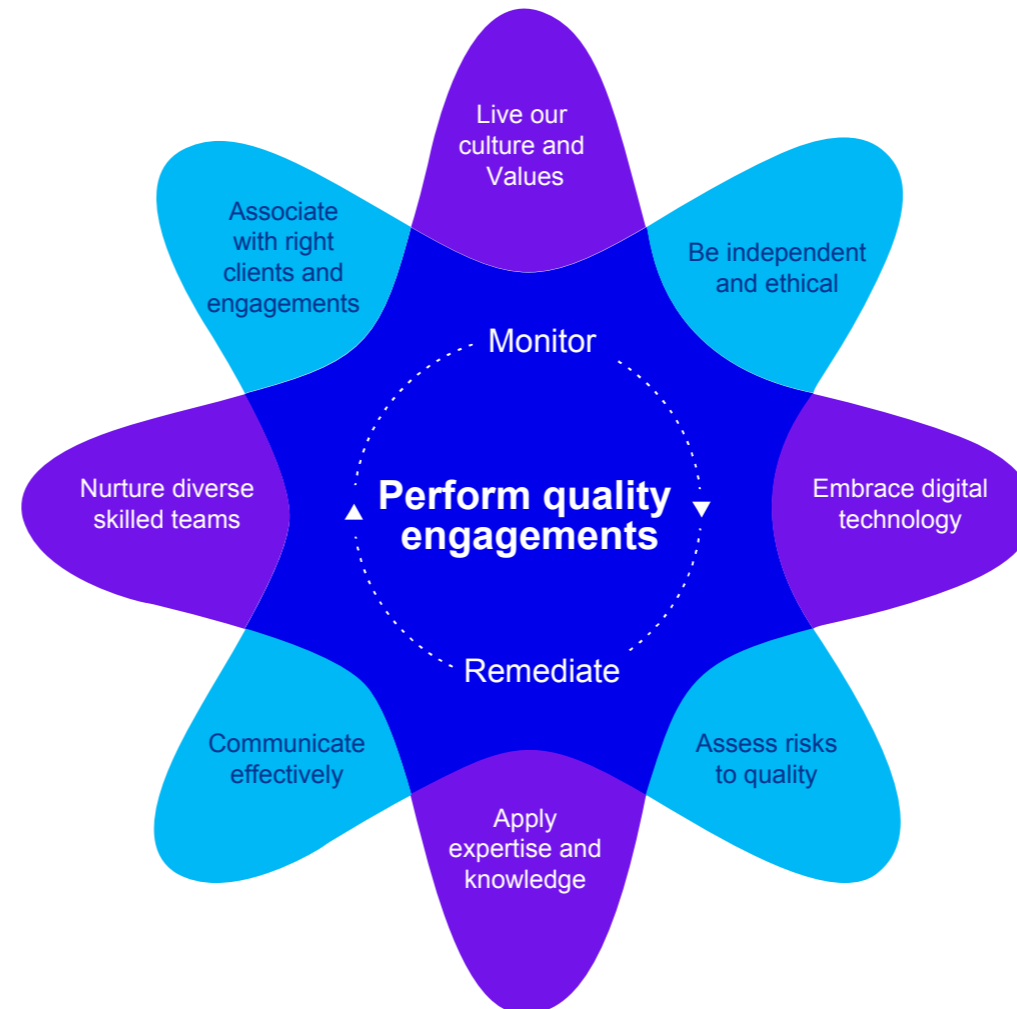 Live our
culture and
Values
Be independent
and ethical
Embrace digital
technology
Assess risks
to quality
Apply
expertise and
knowledge
Communicate
effectively
Nurture diverse
skilled teams
Associate
with right
clients and
engagements
Monitor
Perform quality
engagements
Remediate